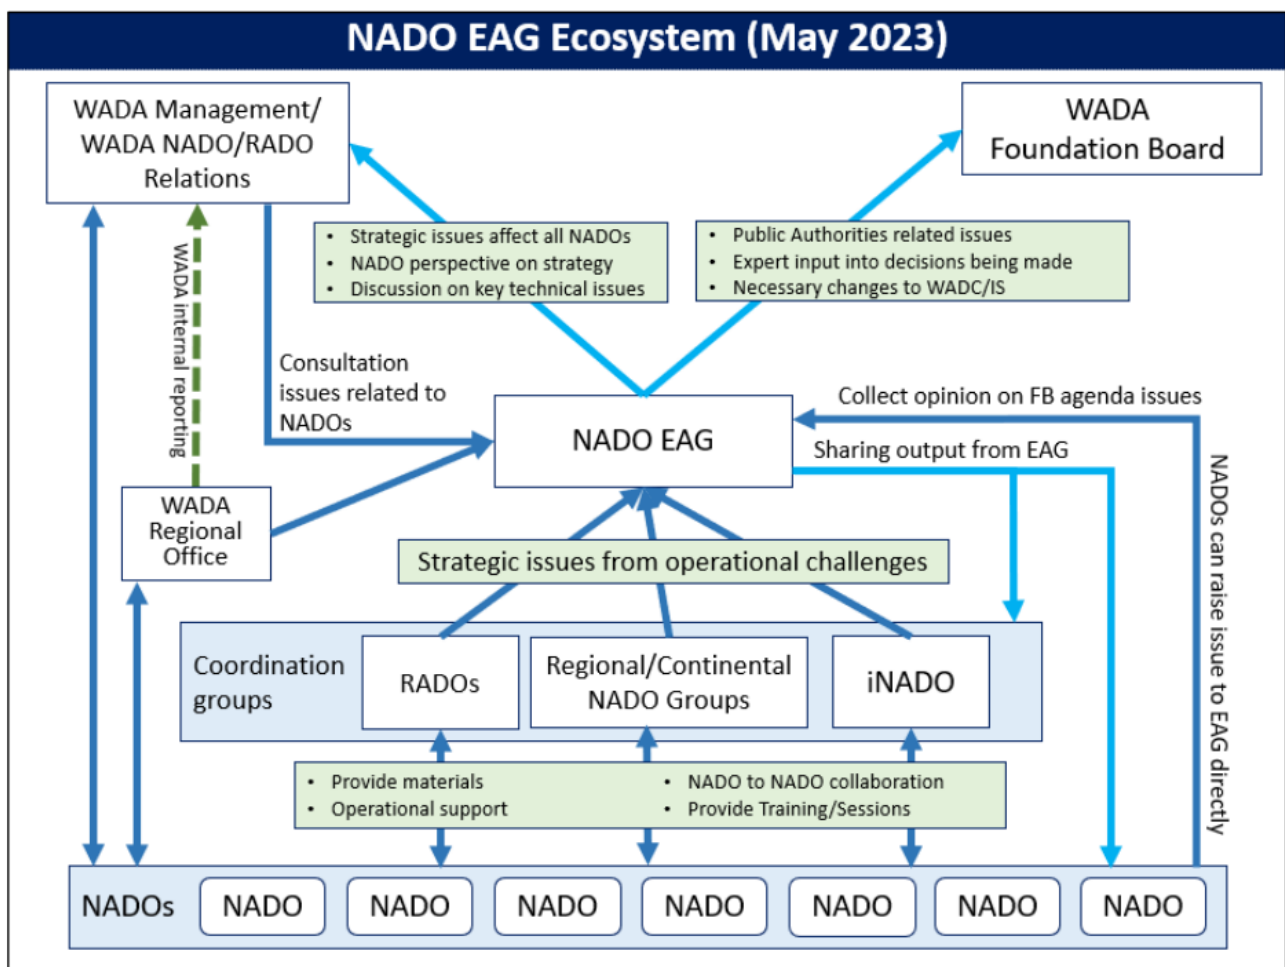 NADO EAG Ecosystem (May 2023)
WADA Management/
WADA NADO/RADO
Relations
WADA
Foundation Board
• Strategic issues affect all NADOs
• NADO perspective on strategy
• Discussion on key technical issues
• Public Authorities related issues
• Expert input into decisions being made
• Necessary changes to WADC/IS
WADA internal reporting
Consultation
issues related to
NADOs
NADO EAG
Collect opinion on FB agenda issues
Sharing output from EAG
NADOs can raise issue to EAG directly
WADA
Regional
Office
Strategic issues from operational challenges
Coordination
groups
RADOs
Regional/Continental
NADO Groups
iNADO
• Provide materials
• Operational support
• NADO to NADO collaboration
• Provide Training/Sessions
NADOs
NADO
NADO
NADO
NADO
NADO
NADO
NADO